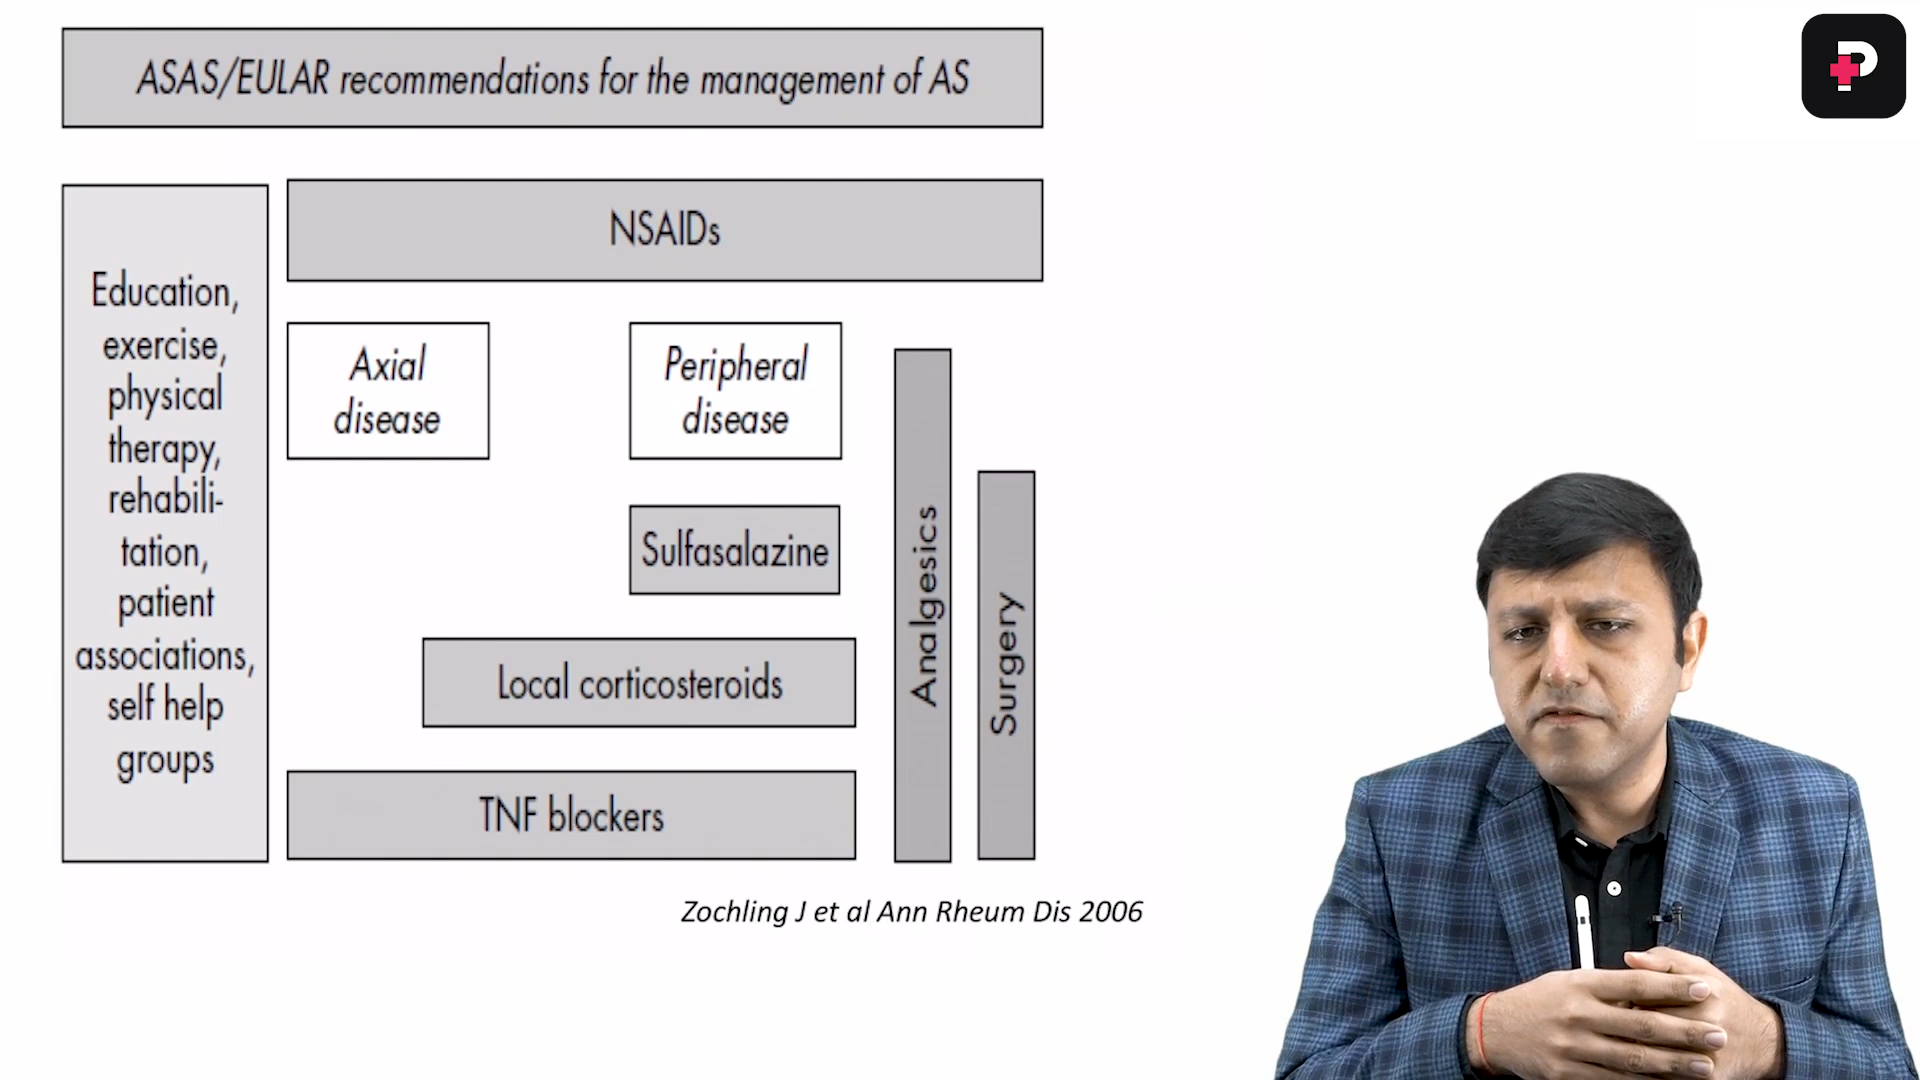 ASAS/EULAR recommendations for the management of AS
Education,
exercise,
physical
therapy,
rehabili-
tation,
patient
associations,
self help
groups
NSAIDs
Axial
disease
Peripheral
disease
Sulfasalazine
Local corticosteroids
TNF blockers
Analgesics
Surgery
Zochling J et al Ann Rheum Dis 2006
P